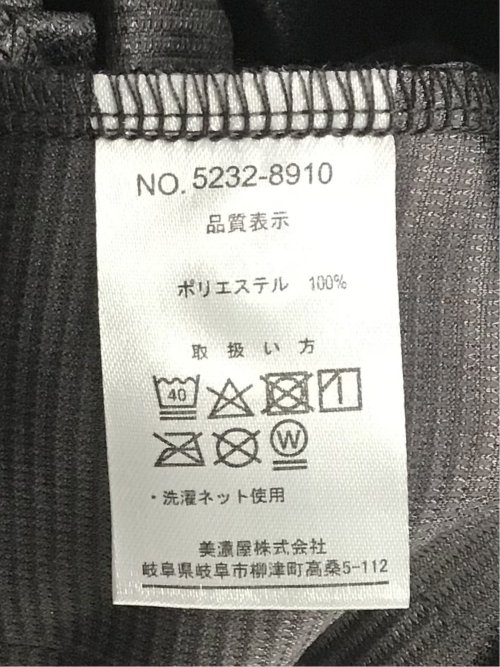 NO. 5232-8910
品質表示
ポリエステル 100%
取扱い方
40
W
・洗濯ネット使用
美濃屋株式会社
岐阜県岐阜市柳津町高桑5-112